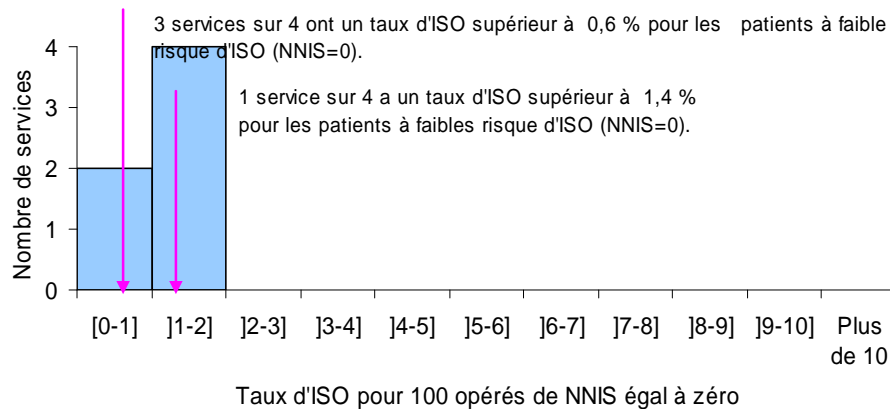 3 services sur 4 ont un taux d'ISO supérieur à 0,6 % pour les patients à faible
risque d'ISO (NNIS=0).
1 service sur 4 a un taux d'ISO supérieur à 1,4 %
pour les patients à faibles risque d'ISO (NNIS=0).
Nombre de services
4
3
2
1
0
[0-1] ]1-2] ]2-3] ]3-4] ]4-5] ]5-6] ]6-7] ]7-8] ]8-9] ]9-10] Plus
de 10
Taux d'ISO pour 100 opérés de NNIS égal à zéro